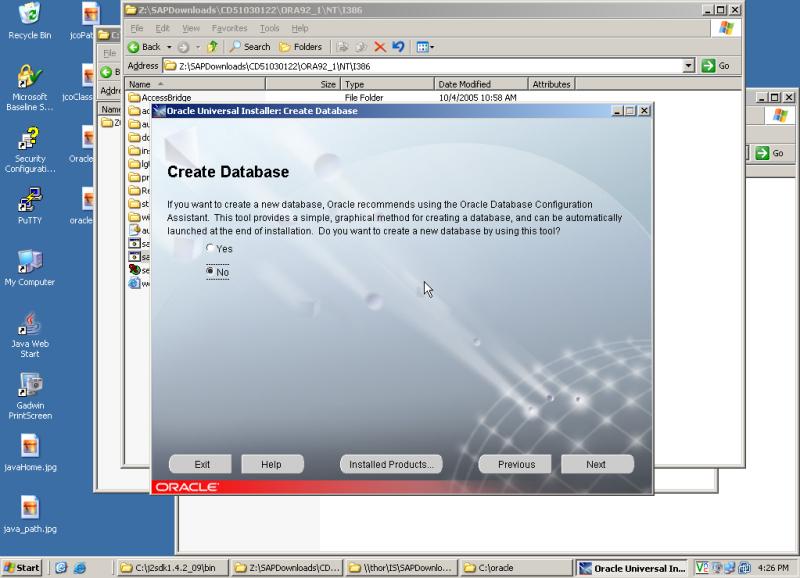 Recycle Bin
jcoPat
Microsoft
Baseline S...
jcoClass
Security
Configurati...
Oracle
PuTTY
oracle
My Computer
Java Web
Start
Gadwin
PrintScreen
javaHome.jpg
java_path.jpg
Z:\SAPDownloads\CD51030122\ORA92_1\NT\I386
File Edit View Favorites Tools Help
Back Search Folders
Address Z:\SAPDownloads\CD51030122\ORA92_1\NT\I386 Go
Name Size Type Date Modified Attributes
AccessBridge File Folder 10/4/2005 10:58 AM
Go
Oracle Universal Installer: Create Database
Create Database
If you want to create a new database, Oracle recommends using the Oracle Database Configuration
Assistant. This tool provides a simple, graphical method for creating a database, and can be automatically
launched at the end of installation. Do you want to create a new database by using this tool?
Yes
No
Exit Help Installed Products... Previous Next
ORACLE
Start C:\j2sdk1.4.2_09\bin Z:\SAPDownloads\CD... \\thor\IS\SAPDownlo... C:\oracle Oracle Universal In... 4:26 PM